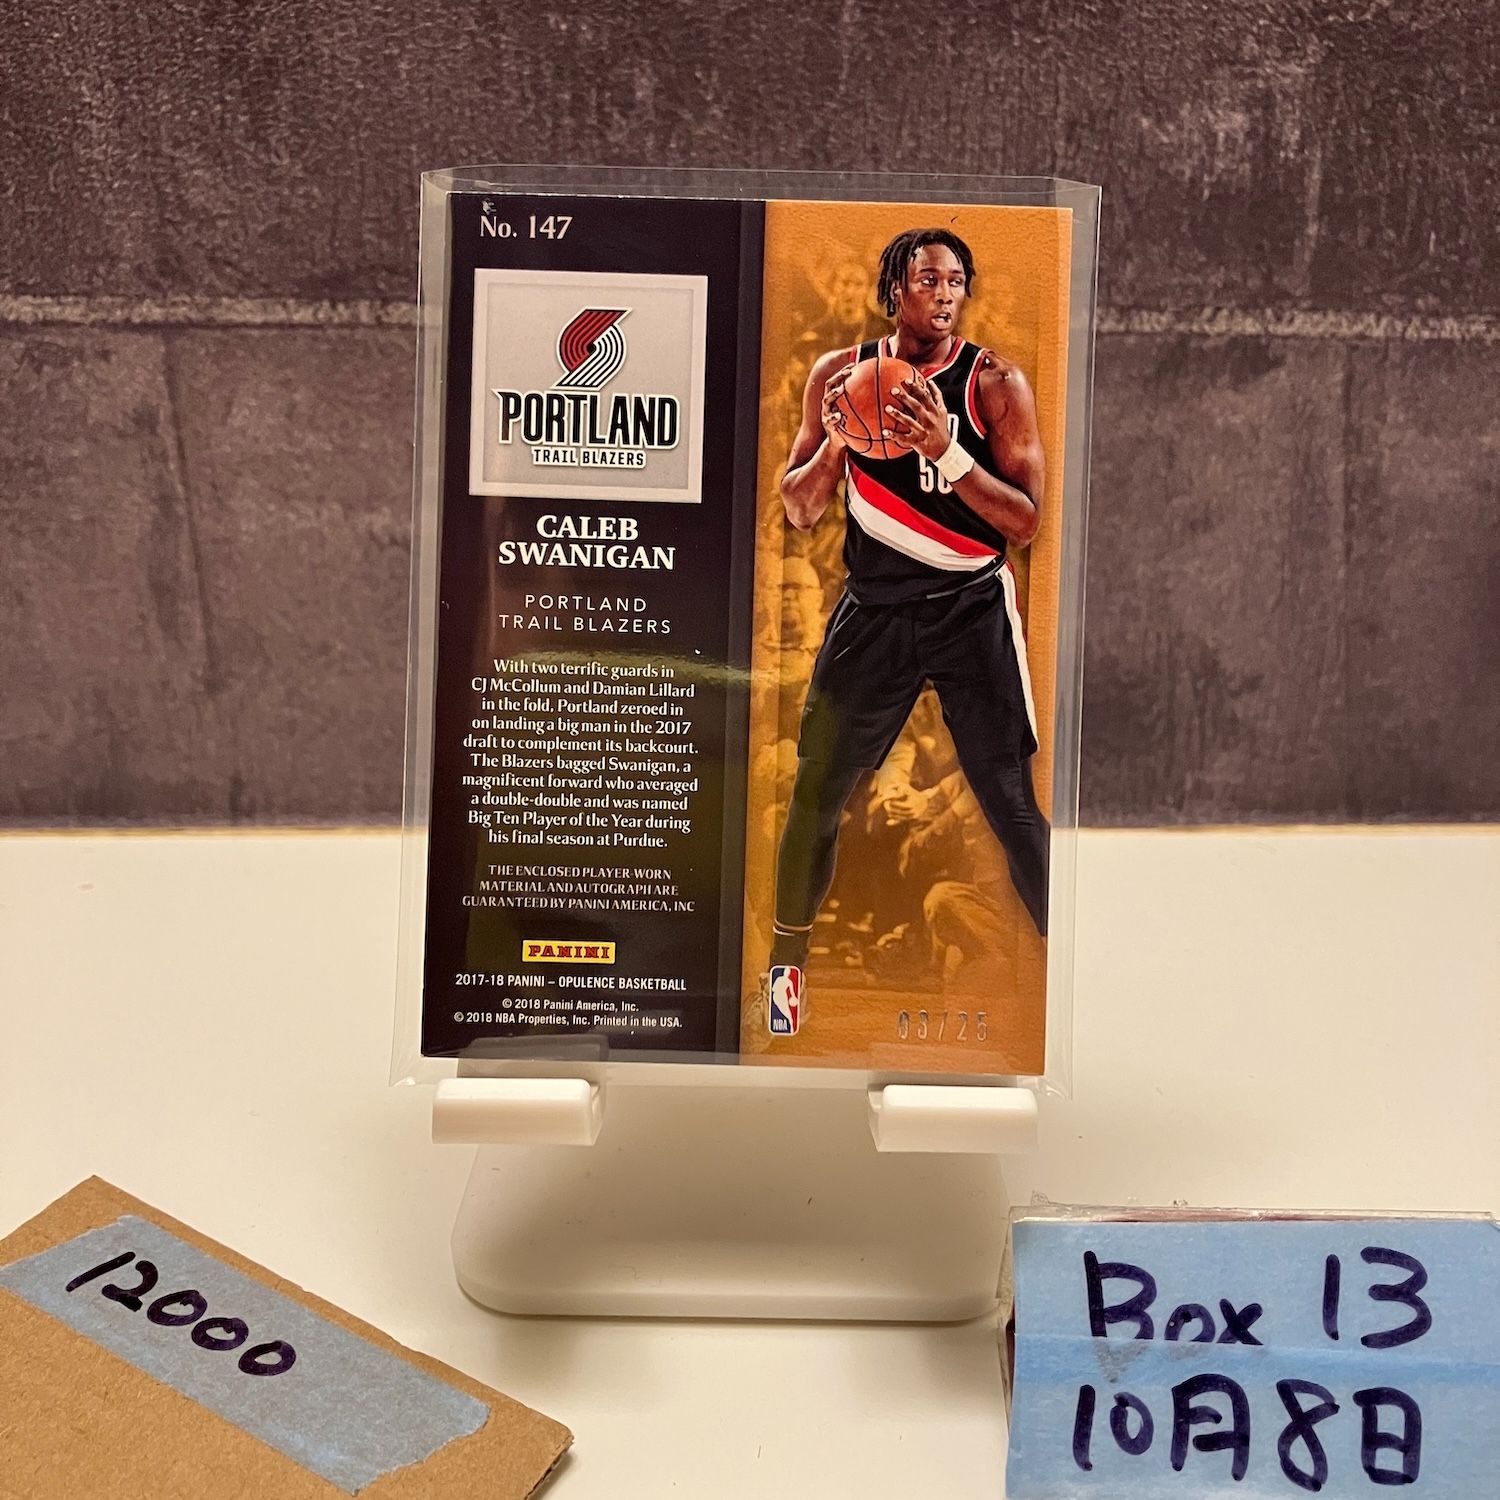 No. 147
PORTLAND
TRAIL BLAZERS
CALEB
SWANIGAN
PORTLAND
TRAIL BLAZERS
With two terrific guards in
CJ McCollum and Damian Lillard
in the fold, Portland zeroed in
on landing a big man in the 2017
draft to complement its backcourt.
The Blazers bagged Swanigan, a
magnificent forward who averaged
a double-double and was named
Big Ten Player of the Year during
his final season at Purdue.
THE ENCLOSED PLAYER-WORN
MATERIAL AND AUTOGRAPH ARE
GUARANTEED BY PANINI AMERICA, INC
PANINI
2017-18 PANINI – OPULENCE BASKETBALL
© 2018 Panini America, Inc.
© 2018 NBA Properties, Inc. Printed in the USA.
50
NBA
03/25
12000
Box 13
10月8日